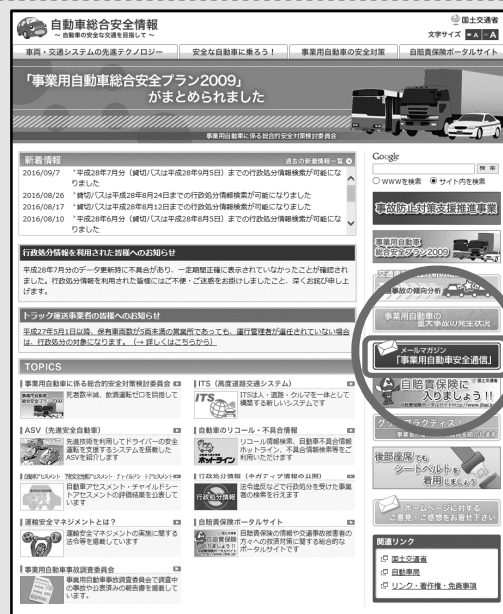 自動車総合安全情報
～ 自動車の安全な交通を目指して ～
国土交通省
文字サイズ
車両・交通システムの先進テクノロジー
安全な自動車に乗ろう！
事業用自動車の安全対策
自賠責保険ポータルサイト
「事業用自動車総合安全プラン2009」
がまとめられました
事業用自動車に係る総合的安全対策検討委員会
新着情報
過去の新着情報一覧
2016/09/7 ・平成28年7月分（貸切バスは平成28年9月5日）までの行政処分情報検索が可能にな
りました
2016/08/26 ・貸切バスは平成28年8月24日までの行政処分情報検索が可能になりました
2016/08/17 ・貸切バスは平成28年8月12日までの行政処分情報検索が可能になりました
2016/08/10 ・平成28年6月分（貸切バスは平成28年8月5日）までの行政処分情報検索が可能にな
りました
行政処分情報を利用された皆様へのお知らせ
平成28年7月分のデータ更新時に不具合があり、一定期間正確に表示されていなかったことが確認され
ました。行政処分情報を利用された皆様にはご不便・ご迷惑をお掛けしましたこと、深くお詫び申し上
げます。
トラック運送事業者の皆様へのお知らせ
平成27年5月1日以降、保有車両数が5両未満の営業所であっても、運行管理者が選任されていない場合
は、行政処分の対象になります。（→ 詳しくはこちらから）
TOPICS
事業用自動車に係る総合的安全対策検討委員会
死者数半減、飲酒運転ゼロを目指して
ITS（高度道路交通システム）
ITS
ITSは人・道路・クルマを一体として
構築する新しいシステムです
ASV（先進安全自動車）
先進技術を利用してドライバーの安全
運転を支援するシステムを搭載した
ASVを紹介します
自動車のリコール・不具合情報
ホットライン
リコール情報検索、自動車不具合情報
ホットライン、不具合情報検索等をご
利用いただけます
自動車アセスメント・予防安全性能アセスメント・チャイルドシートアセスメント
自動車アセスメント・チャイルドシー
トアセスメントの評価結果を公表して
います
行政処分情報（ネガティブ情報の公開）
行政処分情報
法令違反などで行政処分を受けた事業
者の検索を行えます
運輸安全マネジメントとは？
運輸安全マネジメントの実施に関する
法令等を掲載しています
自賠責保険ポータルサイト
自賠責保険に
入りましょう!!
自賠責保険の情報や交通事故被害者の
方々への救済対策に関する総合的な
ポータルサイトです
事業用自動車事故調査委員会
事業用自動車事故調査委員会で調査中
の事故や公表済みの報告書を掲載して
います。
Google
検 索
WWWを検索
サイト内を検索
事故防止対策支援推進事業
事業用自動車
総合安全プラン2009
事故の傾向分析
事業用自動車の
重大事故の発生状況
メールマガジン
「事業用自動車安全通信」
自賠責保険に
入りましょう!!
国土交通省
後部座席でも
シートベルトを
着用しましょう
ホームページに対する
ご意見・ご感想をお寄せ下さい
関連リンク
国土交通省
自動車局
リンク・著作権・免責事項